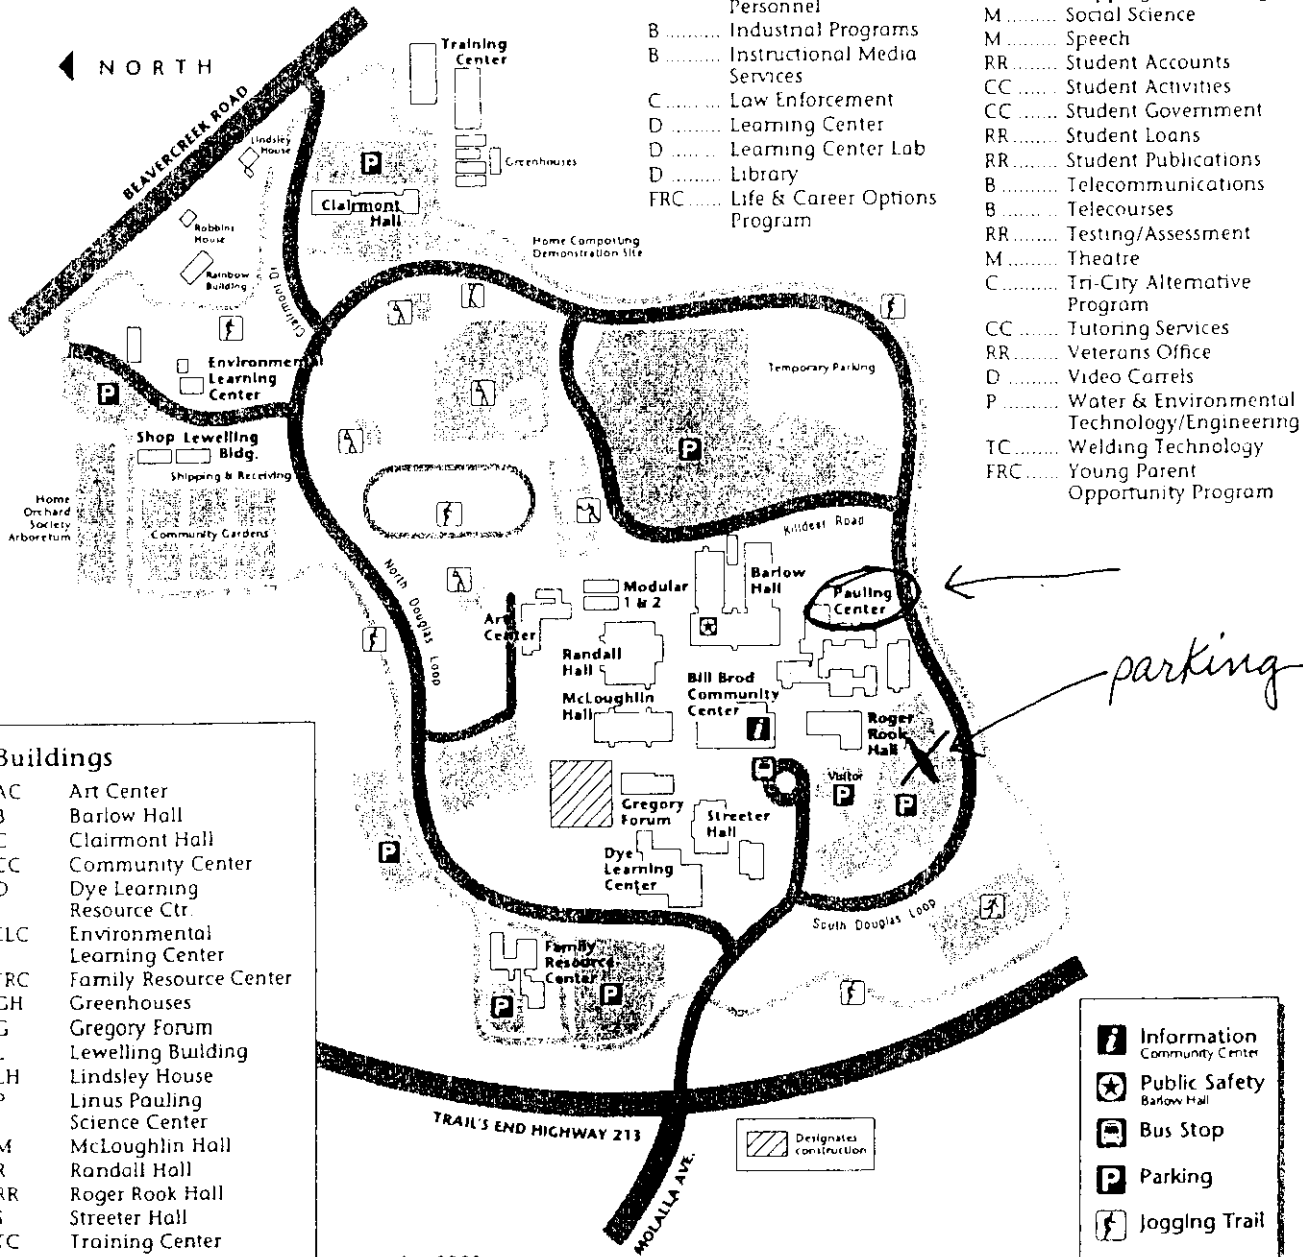 Personnel
B ......... Industrial Programs
B ......... Instructional Media
Services
C ......... Law Enforcement
D ......... Learning Center
D ......... Learning Center Lab
D ......... Library
FRC ...... Life & Career Options
Program
M ......... Social Science
M ......... Speech
RR ........ Student Accounts
CC ........ Student Activities
CC ........ Student Government
RR ........ Student Loans
RR ........ Student Publications
B ......... Telecommunications
B ......... Telecourses
RR ........ Testing/Assessment
M ......... Theatre
C ......... Tri-City Alternative
Program
CC ........ Tutoring Services
RR ........ Veterans Office
D ......... Video Carrels
P ......... Water & Environmental
Technology/Engineering
TC ........ Welding Technology
FRC ...... Young Parent
Opportunity Program
NORTH
BEAVERCREEK ROAD
Training
Center
Lindsley
House
P
Greenhouses
Clairmont
Hall
Robbins
House
Rainbow
Building
Clairmont Dr
Home Composting
Demonstration Site
Environmental
Learning
Center
P
Temporary Parking
P
Shop Lewelling
Bldg.
Shipping & Receiving
Home
Orchard
Society
Arboretum
Community Gardens
Killdeer Road
North Douglas Loop
Modular
1 & 2
Barlow
Hall
Pauling
Center
Art
Center
Randall
Hall
Bill Brod
Community
Center
McLoughlin
Hall
i
Roger
Rook
Hall
parking
Visitor
P
P
Gregory
Forum
Streeter
Hall
Dye
Learning
Center
P
South Douglas Loop
Family
Resource
Center
P
P
TRAIL'S END HIGHWAY 213
MOLALLA AVE.
Designates
construction
Buildings
AC Art Center
B Barlow Hall
C Clairmont Hall
CC Community Center
D Dye Learning
Resource Ctr.
ELC Environmental
Learning Center
FRC Family Resource Center
GH Greenhouses
G Gregory Forum
L Lewelling Building
LH Lindsley House
P Linus Pauling
Science Center
M McLoughlin Hall
R Randall Hall
RR Roger Rook Hall
S Streeter Hall
TC Training Center
i Information
Community Center
Public Safety
Barlow Hall
Bus Stop
P Parking
Jogging Trail